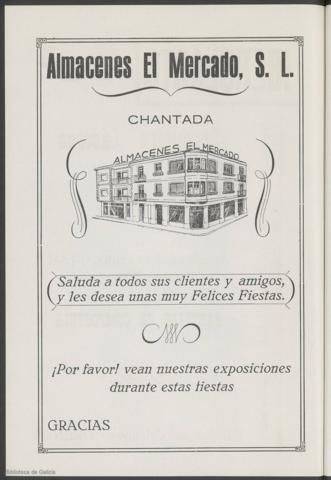 Almacenes El Mercado, S. L.
CHANTADA
ALMACENES EL MERCADO
Saluda a todos sus clientes y amigos,
y les desea unas muy Felices Fiestas.
¡Por favor! vean nuestras exposiciones
durante estas fiestas
GRACIAS
Biblioteca de Galicia